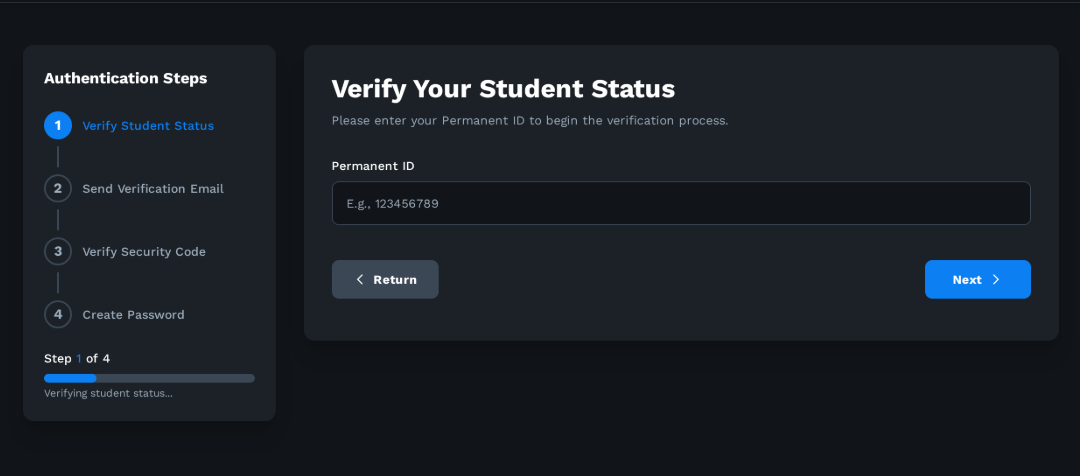 Authentication Steps
1 Verify Student Status
2 Send Verification Email
3 Verify Security Code
4 Create Password
Step 1 of 4
Verifying student status...
Verify Your Student Status
Please enter your Permanent ID to begin the verification process.
Permanent ID
E.g., 123456789
Return
Next